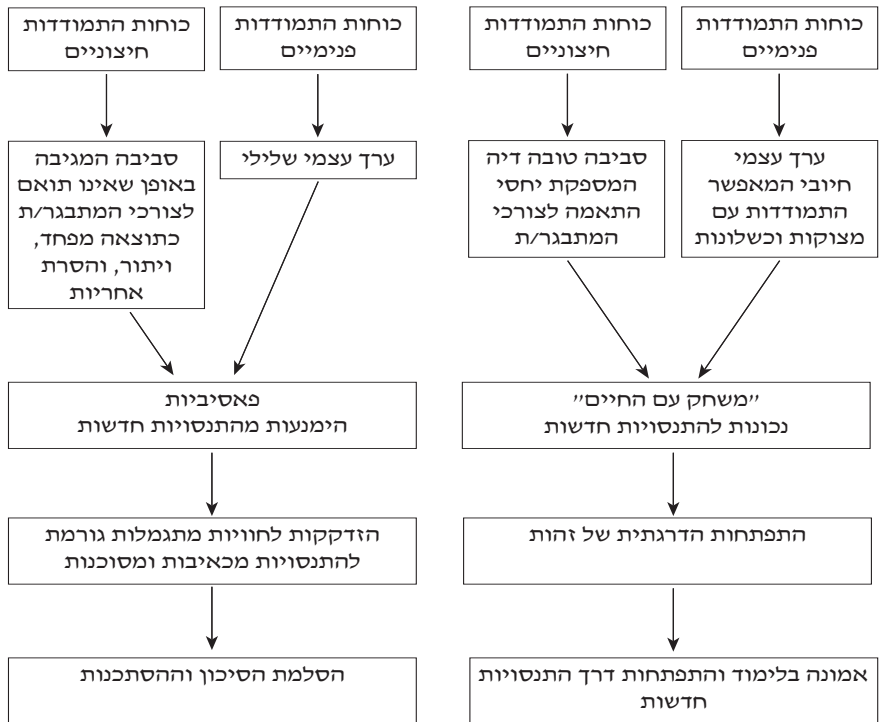 כוחות התמודדות
פנימיים
כוחות התמודדות
חיצוניים
ערך עצמי
חיובי המאפשר
התמודדות עם
מצוקות וכשלונות
סביבה טובה דיה
המספקת יחסי
התאמה לצורכי
המתבגר/ת
"משחק עם החיים"
נכונות להתנסויות חדשות
התפתחות הדרגתית של זהות
אמונה בלימוד והתפתחות דרך התנסויות
חדשות
כוחות התמודדות
פנימיים
כוחות התמודדות
חיצוניים
ערך עצמי שלילי
סביבה המגיבה
באופן שאינו תואם
לצורכי המתבגר/ת
כתוצאה מפחד,
ויתור, והסרת
אחריות
פאסיביות
הימנעות מהתנסויות חדשות
הזדקקות לחוויות מתגמלות גורמת
להתנסויות מכאיבות ומסוכנות
הסלמת הסיכון וההסתכנות